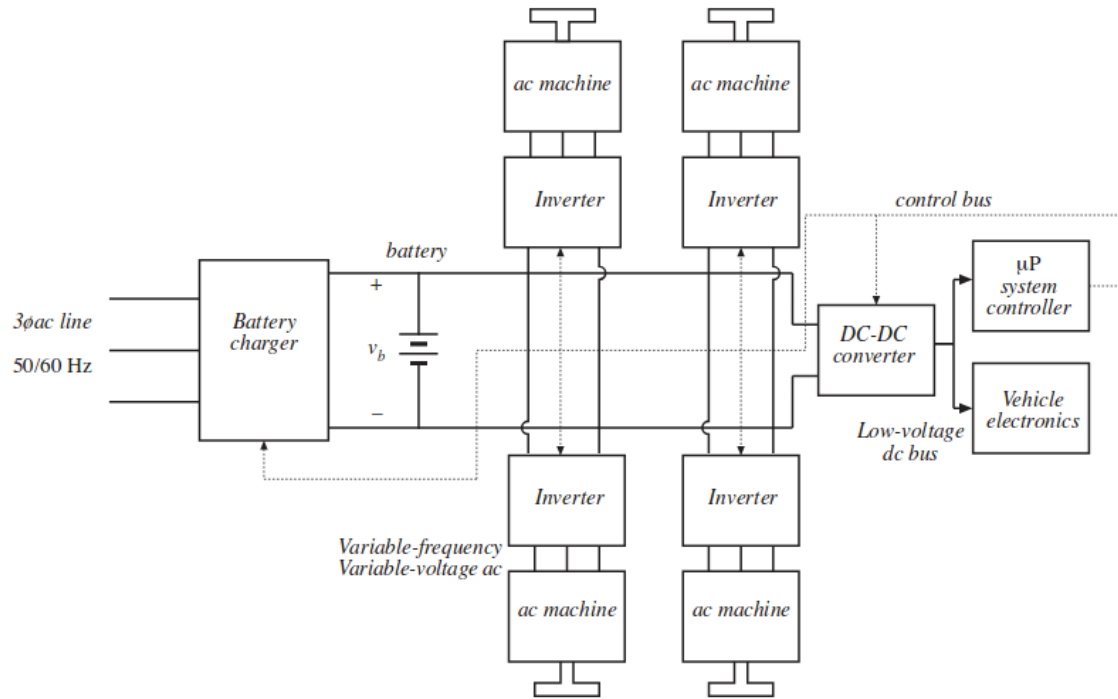 ac machine
ac machine
Inverter
Inverter
control bus
battery
+
3øac line
50/60 Hz
Battery
charger
v_b
−
DC-DC
converter
μP
system
controller
Vehicle
electronics
Low-voltage
dc bus
Inverter
Inverter
Variable-frequency
Variable-voltage ac
ac machine
ac machine